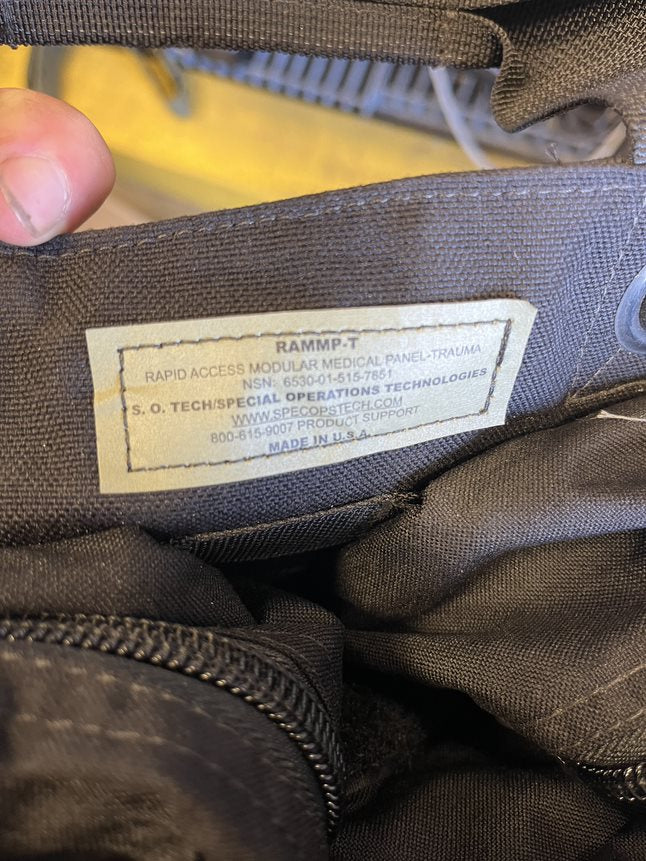 RAMMP-T
RAPID ACCESS MODULAR MEDICAL PANEL-TRAUMA
NSN: 6530-01-515-7851
S. O. TECH/SPECIAL OPERATIONS TECHNOLOGIES
WWW.SPECOPSTECH.COM
800-615-9007 PRODUCT SUPPORT
MADE IN U.S.A.